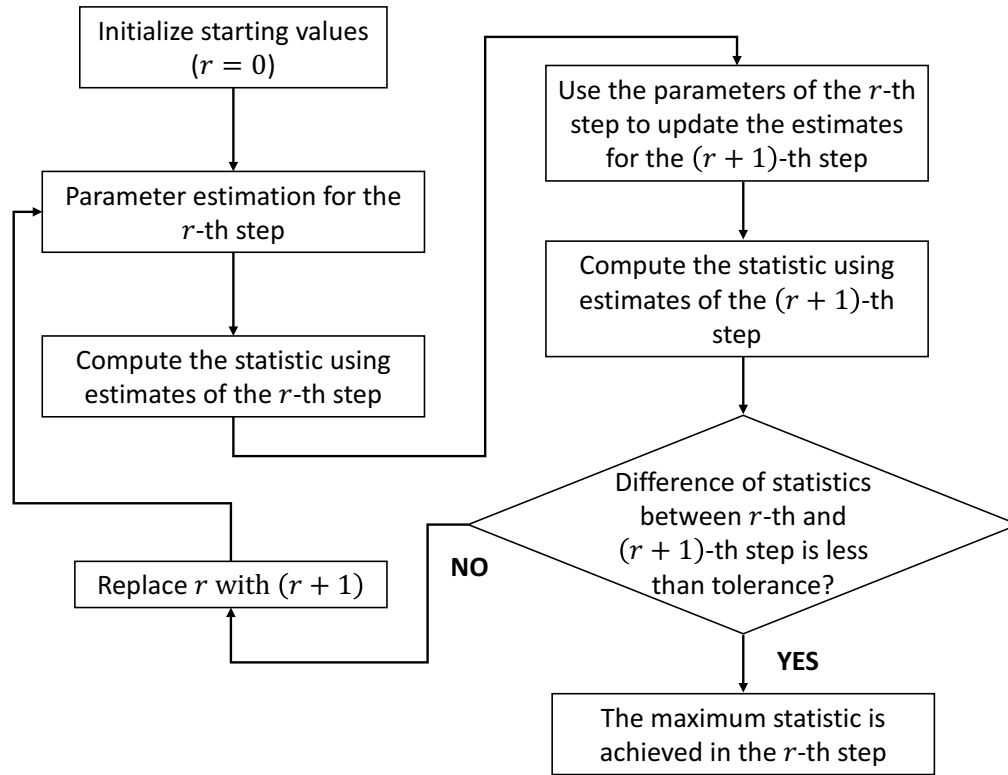 Initialize starting values
(r = 0)
Parameter estimation for the
r-th step
Compute the statistic using
estimates of the r-th step
Use the parameters of the r-th
step to update the estimates
for the (r + 1)-th step
Compute the statistic using
estimates of the (r + 1)-th
step
Difference of statistics
between r-th and
(r + 1)-th step is less
than tolerance?
NO
Replace r with (r + 1)
YES
The maximum statistic is
achieved in the r-th step